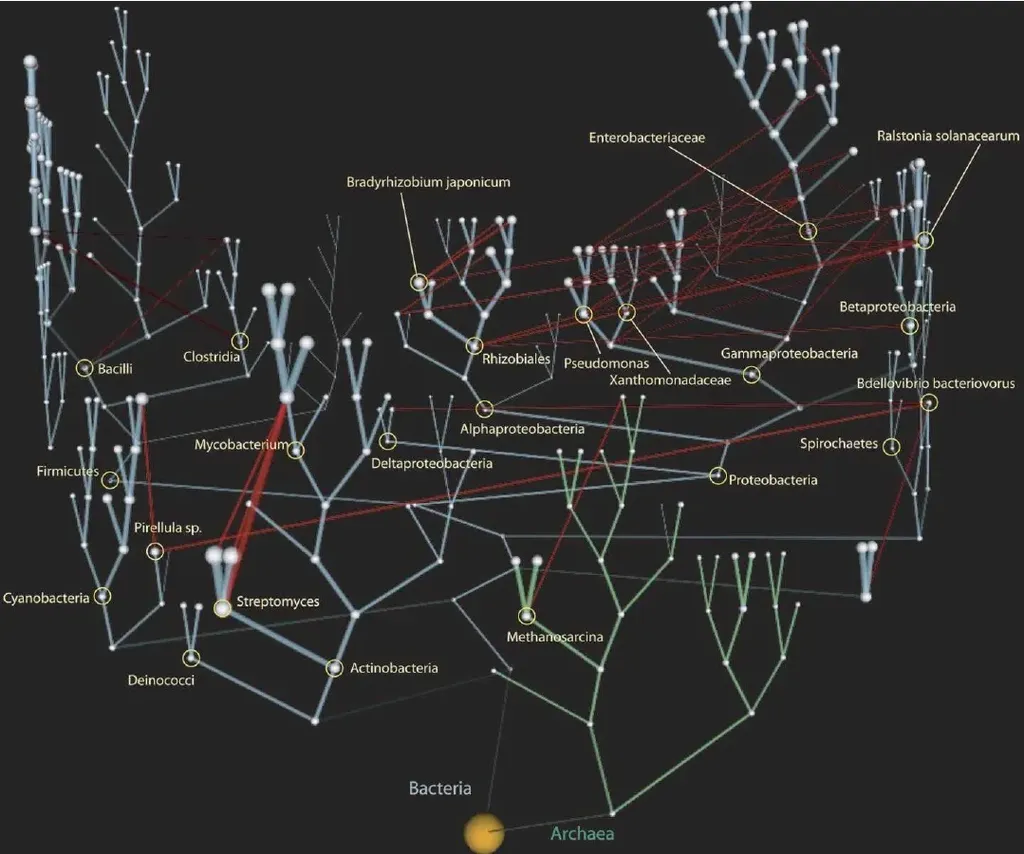 Enterobacteriaceae
Ralstonia solanacearum
Bradyrhizobium japonicum
Betaproteobacteria
Clostridia
Rhizobiales
Pseudomonas
Gammaproteobacteria
Bacilli
Xanthomonadaceae
Bdellovibrio bacteriovorus
Alphaproteobacteria
Mycobacterium
Spirochaetes
Deltaproteobacteria
Firmicutes
Proteobacteria
Pirellula sp.
Cyanobacteria
Streptomyces
Methanosarcina
Actinobacteria
Deinococci
Bacteria
Archaea